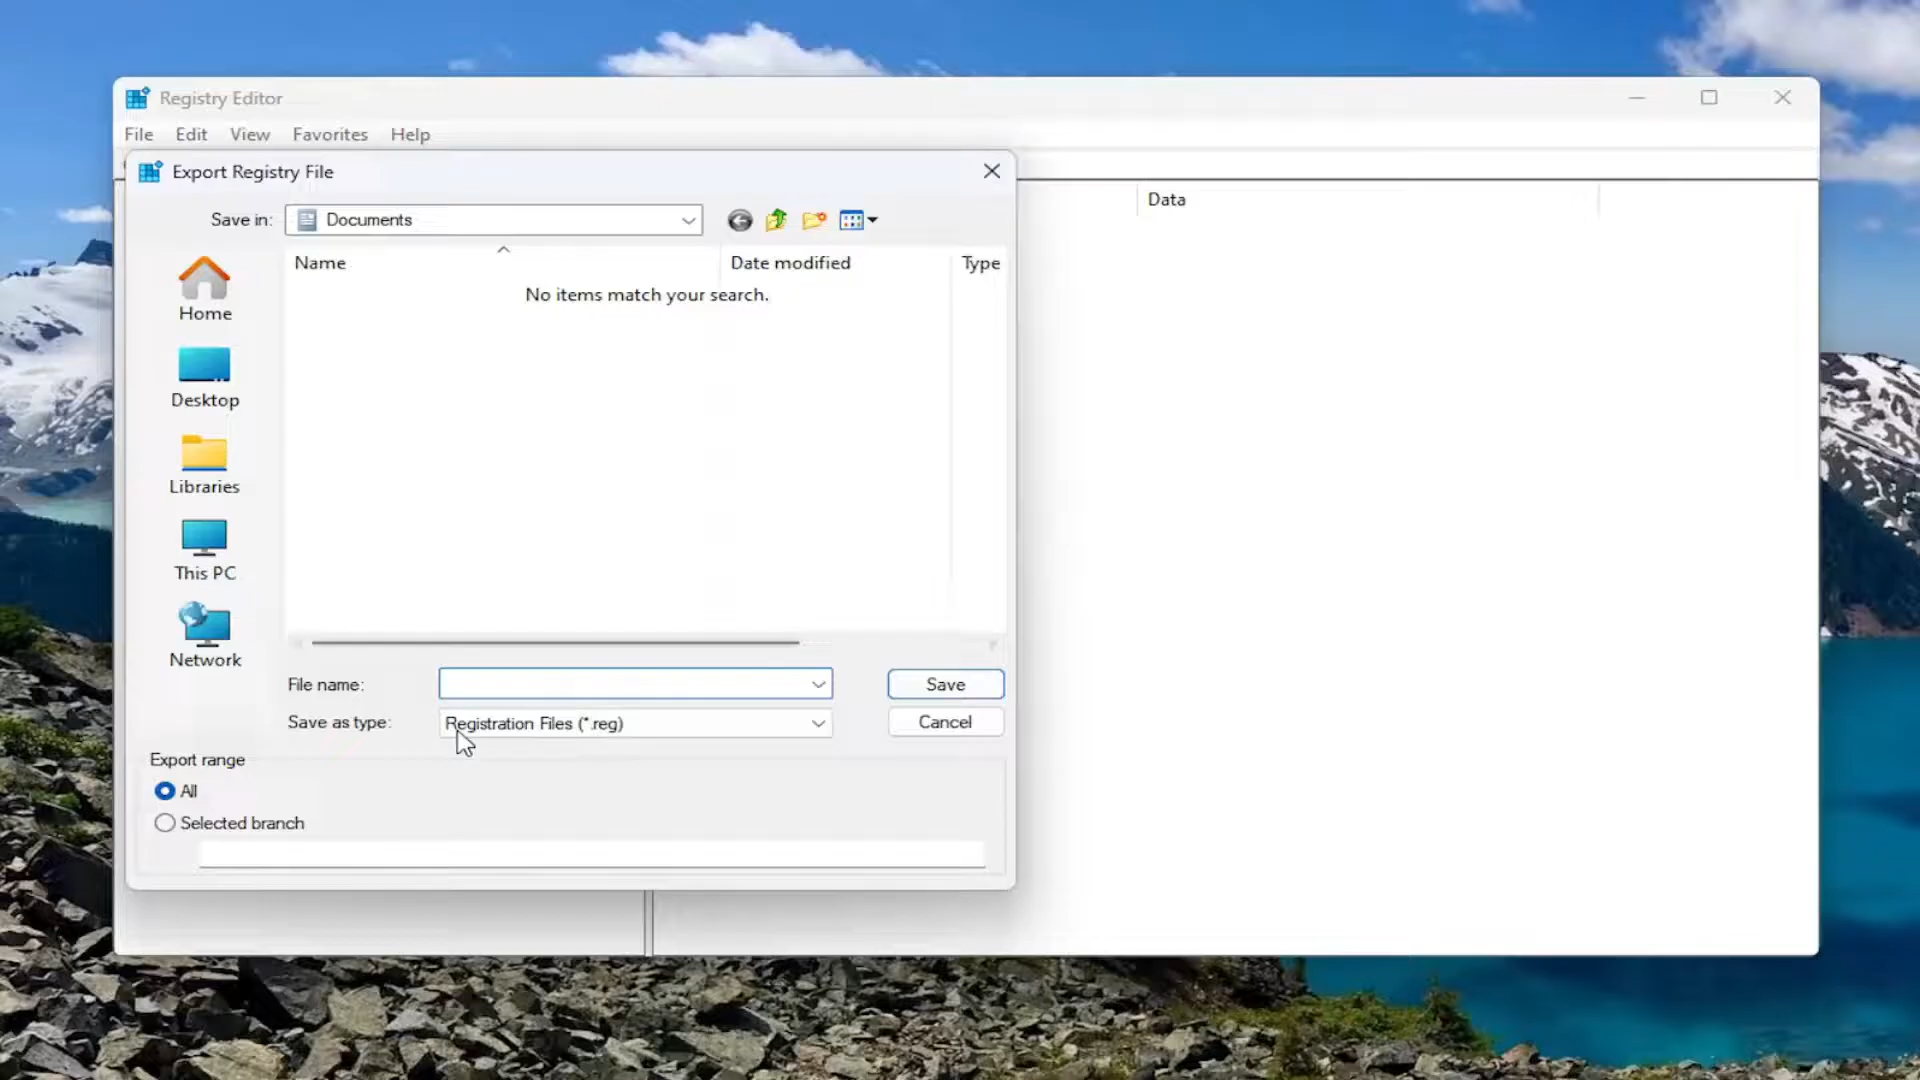 Registry Editor
File Edit View Favorites Help
Export Registry File
Save in: Documents
Data
Name Date modified Type
No items match your search.
Home
Desktop
Libraries
This PC
Network
File name: Save
Save as type: Registration Files (*.reg) Cancel
Export range
All
Selected branch